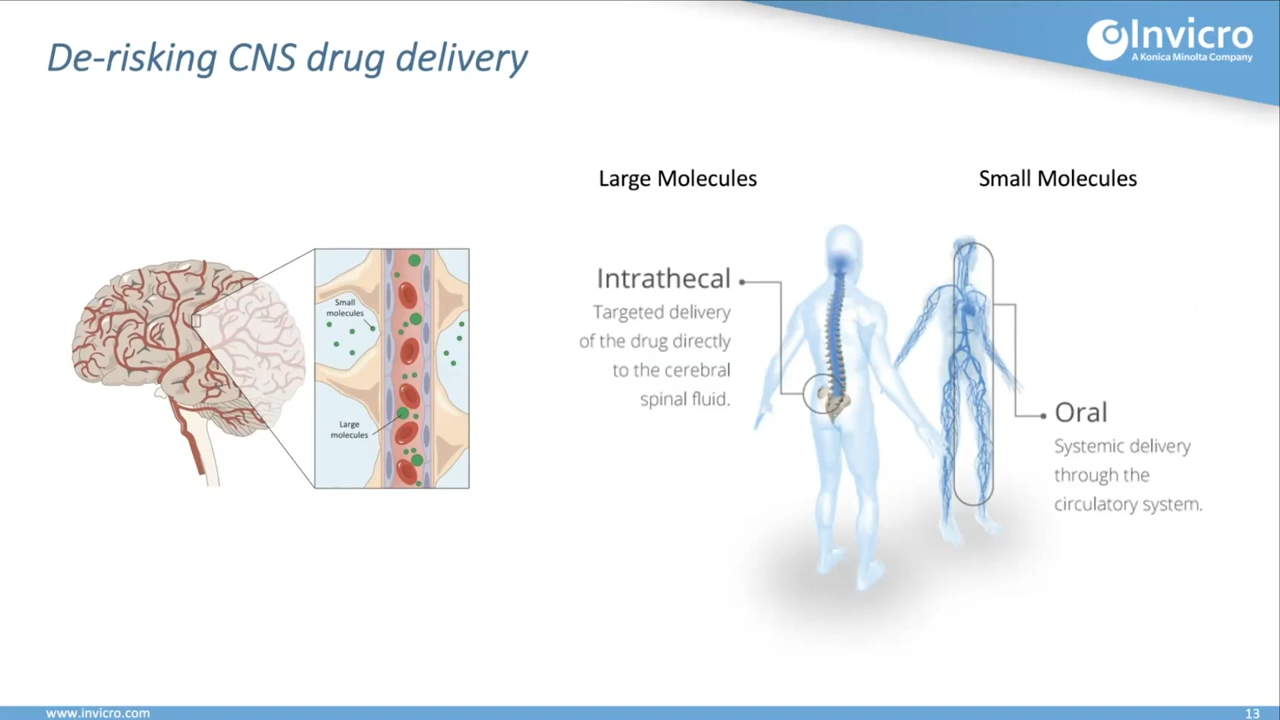 De-risking CNS drug delivery
Invicro
A Konica Minolta Company
Large Molecules
Small Molecules
Small
molecules
Large
molecules
Intrathecal
Targeted delivery
of the drug directly
to the cerebral
spinal fluid.
Oral
Systemic delivery
through the
circulatory system.
www.invicro.com
13